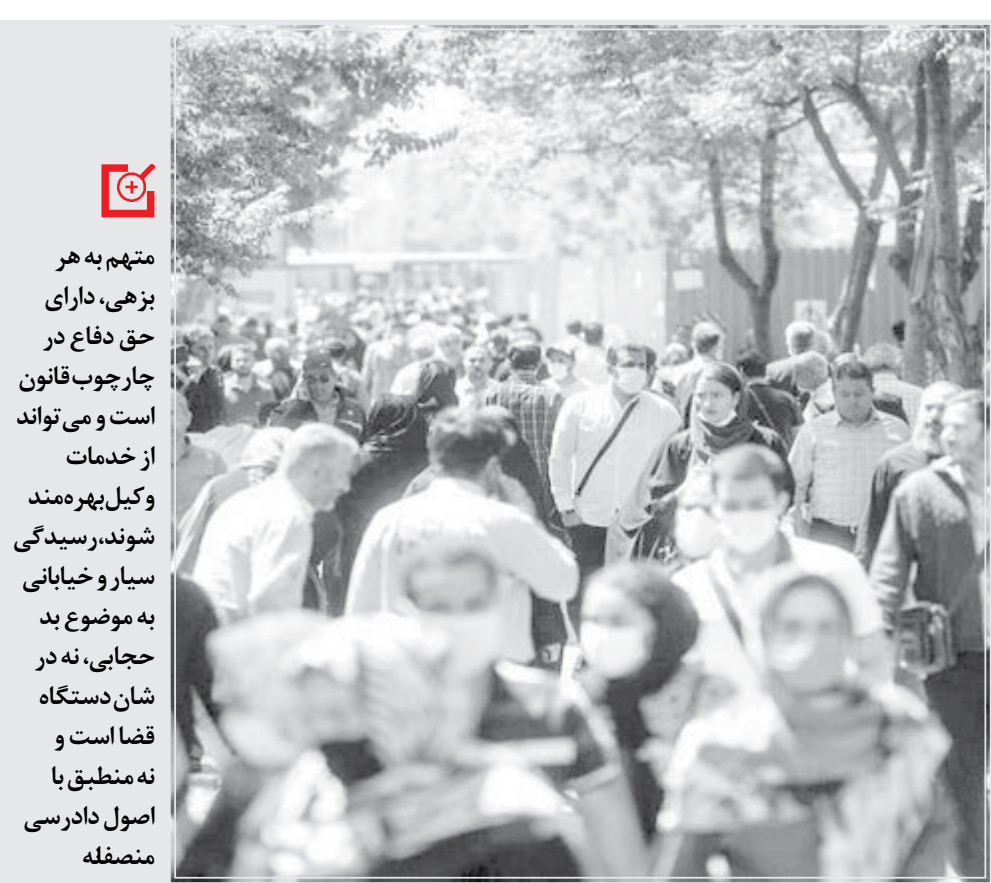 متهم به هر
بزهی، دارای
حق دفاع در
چارچوب قانون
است و می‌تواند
از خدمات
وکیل بهره‌مند
شوند، رسیدگی
سیار و خیابانی
به موضوع بد
حجابی، نه در
شان دستگاه
قضا است و
نه منطبق با
اصول دادرسی
منصفله